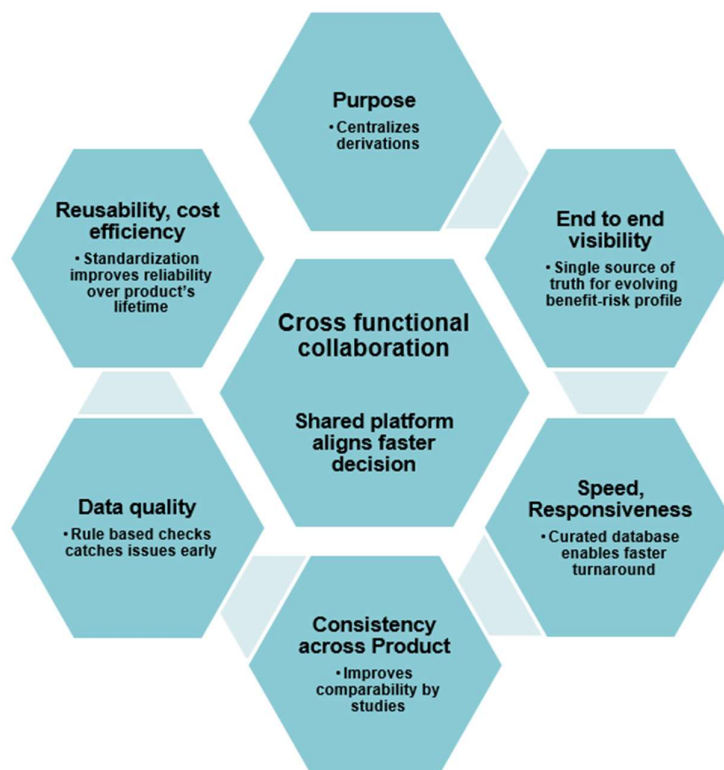 Purpose
• Centralizes
derivations
End to end
visibility
• Single source of
truth for evolving
benefit-risk profile
Speed,
Responsiveness
• Curated database
enables faster
turnaround
Consistency
across Product
• Improves
comparability by
studies
Data quality
• Rule based checks
catches issues early
Reusability, cost
efficiency
• Standardization
improves reliability
over product's
lifetime
Cross functional
collaboration
Shared platform
aligns faster
decision